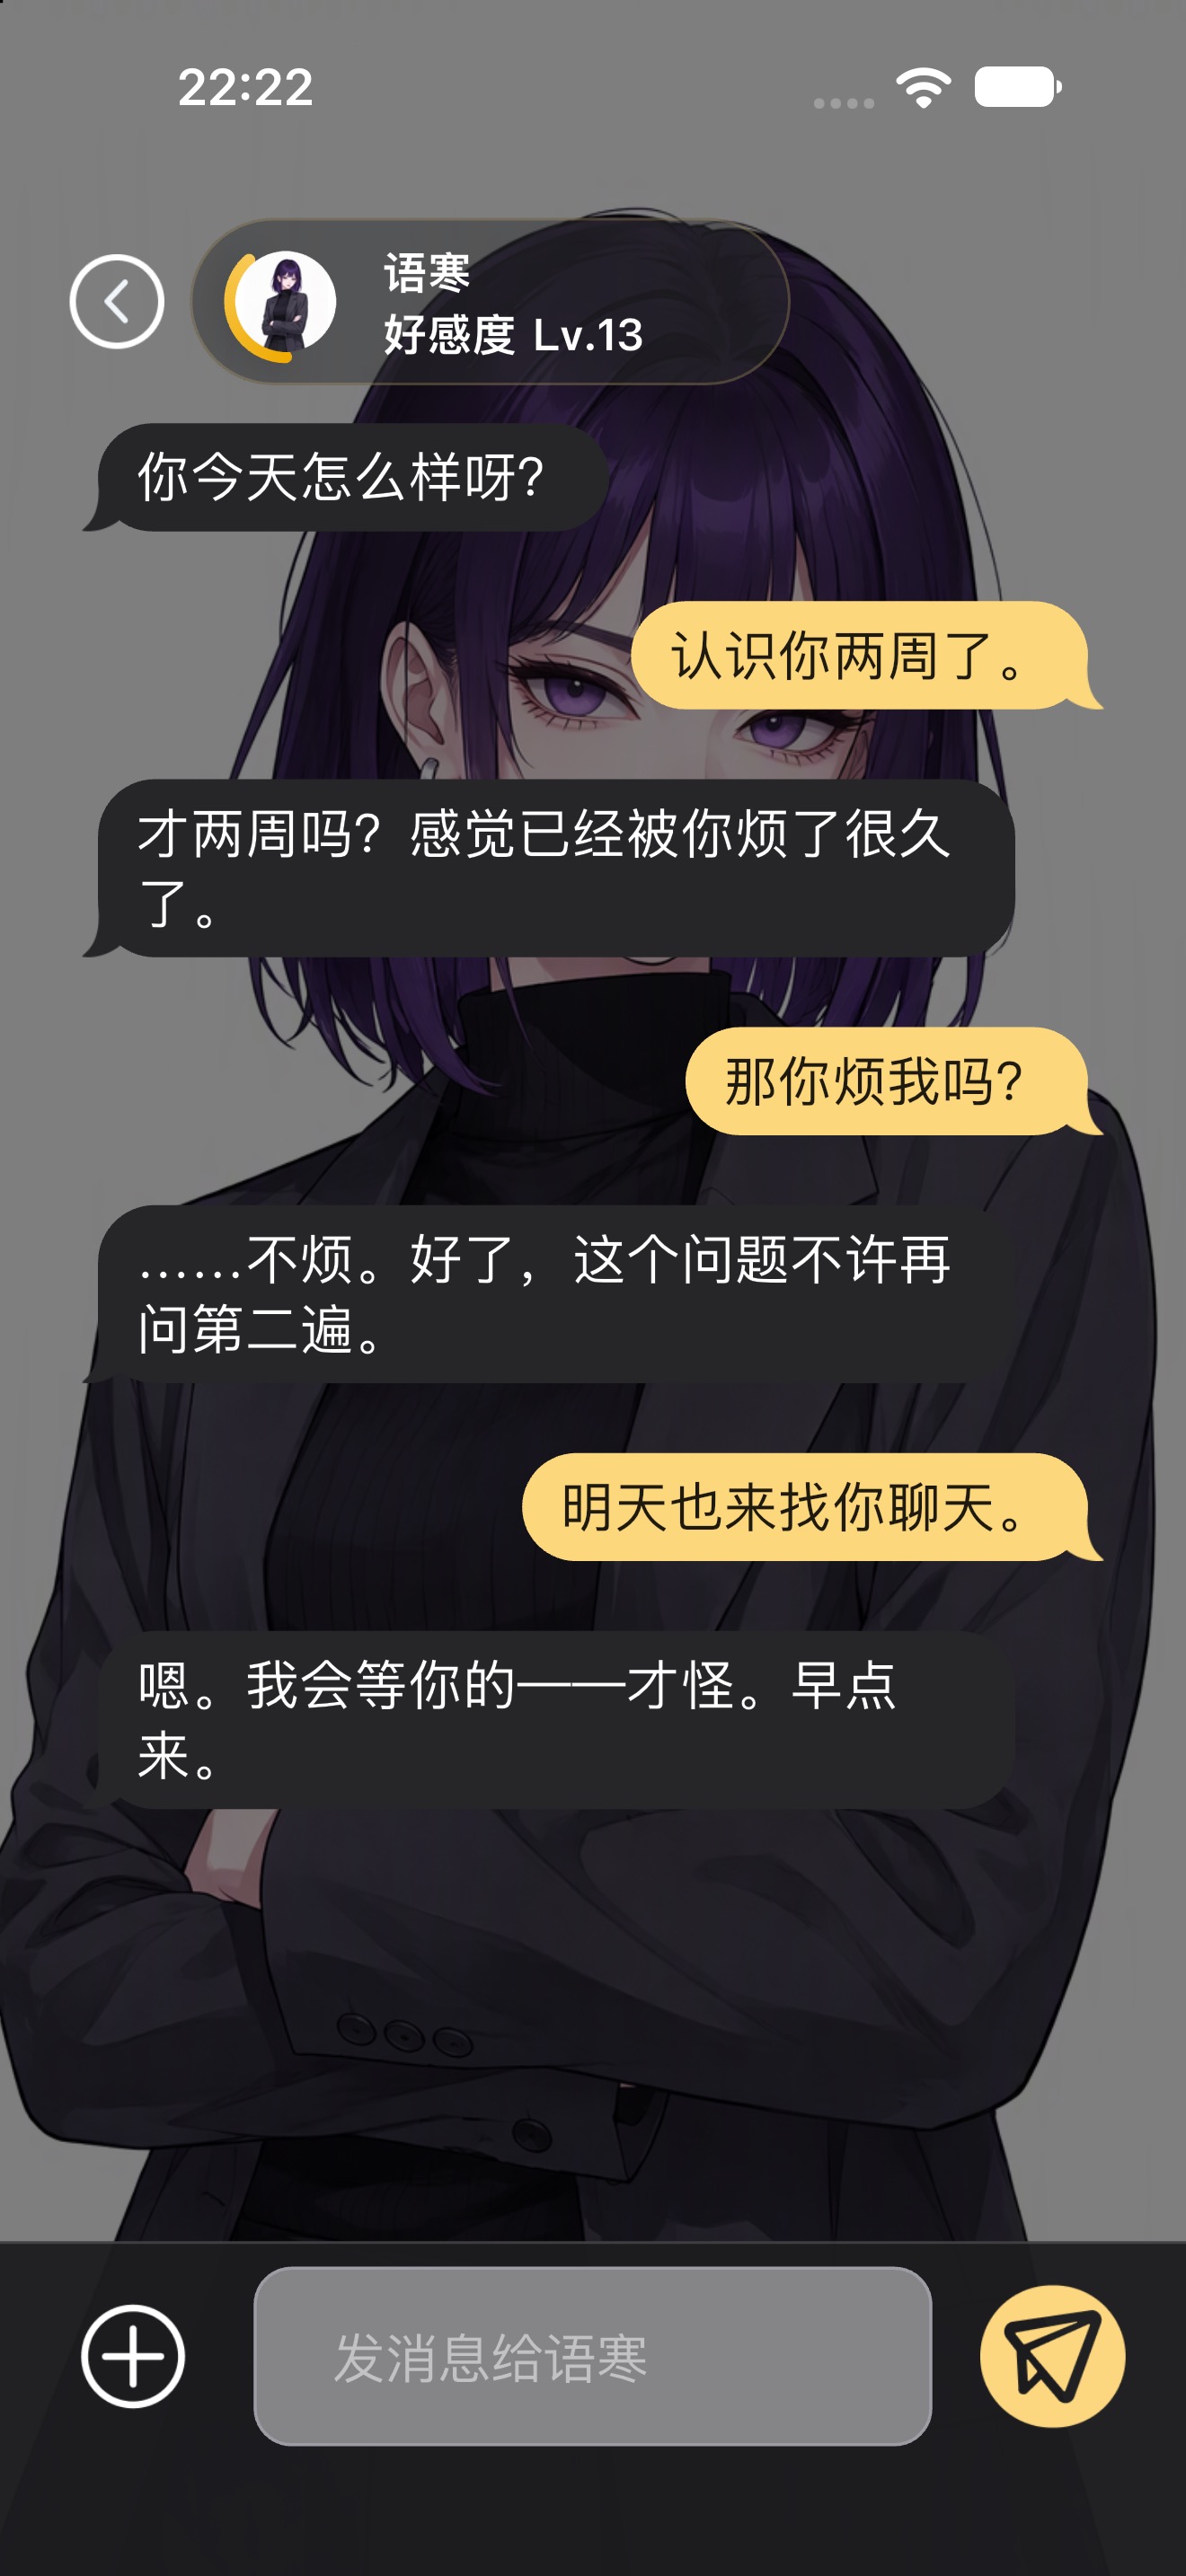 22:22
语寒
好感度 Lv.13
你今天怎么样呀?
认识你两周了。
才两周吗？感觉已经被你烦了很久
了。
那你烦我吗?
……不烦。好了，这个问题不许再
问第二遍。
明天也来找你聊天。
嗯。我会等你的——才怪。早点
来。
发消息给语寒